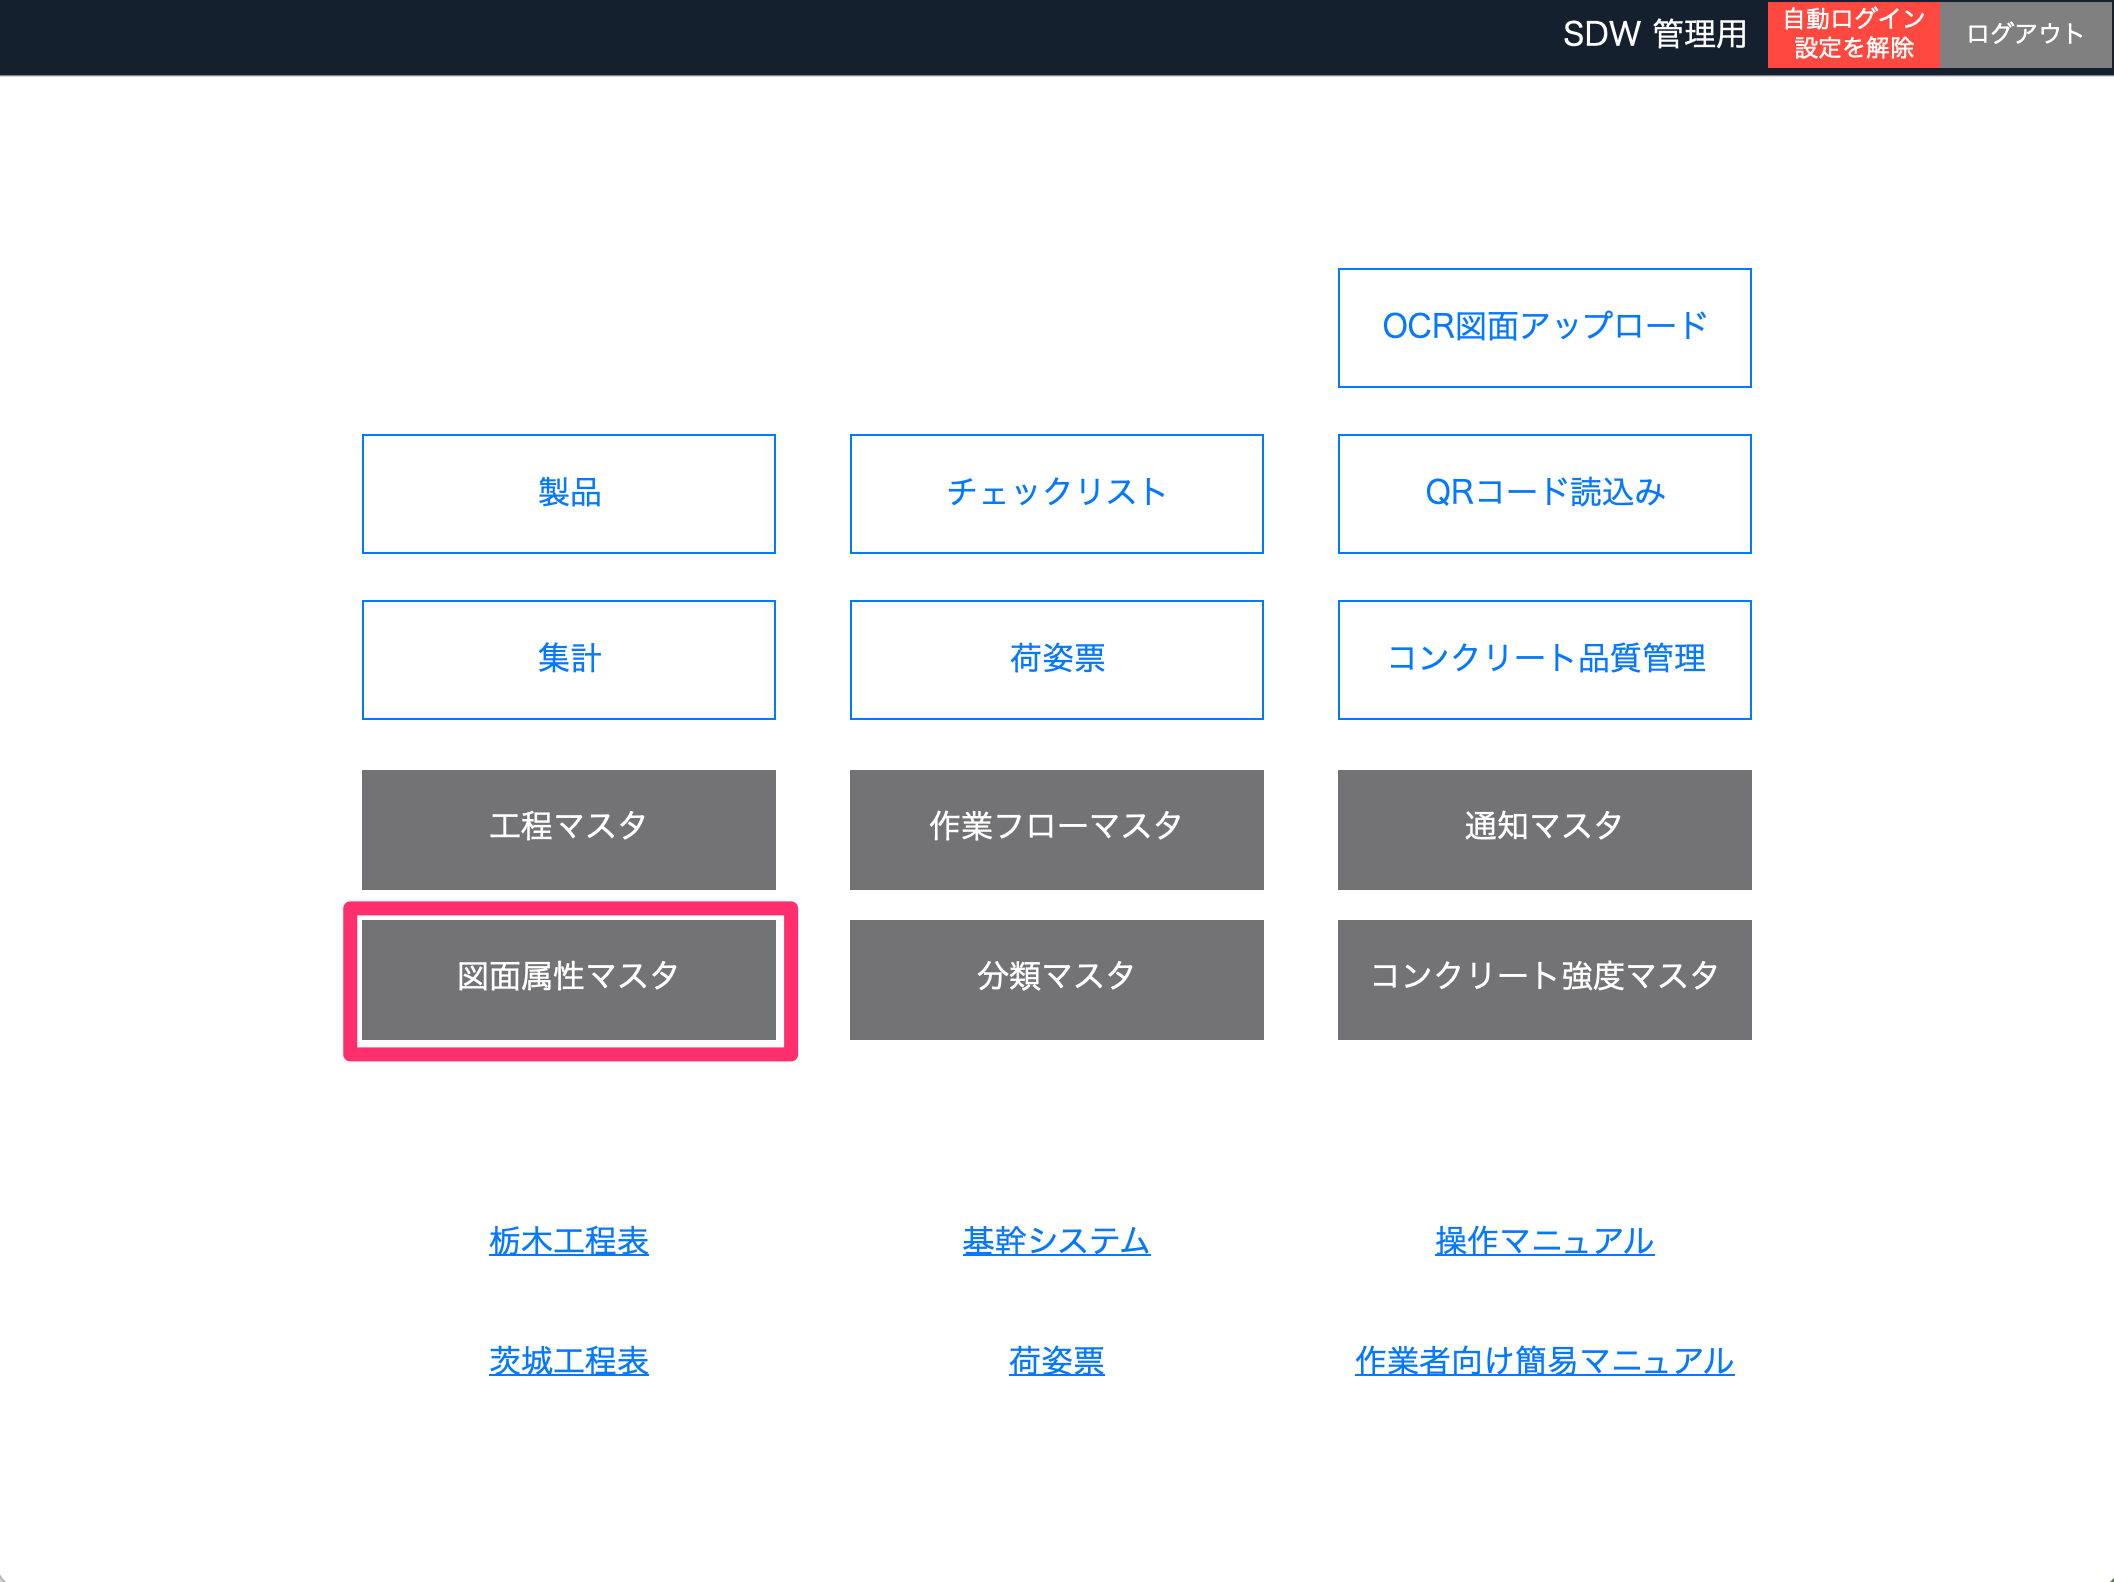 SDW 管理用
自動ログイン
設定を解除
ログアウト
OCR図面アップロード
製品
チェックリスト
QRコード読込み
集計
荷姿票
コンクリート品質管理
工程マスタ
作業フローマスタ
通知マスタ
図面属性マスタ
分類マスタ
コンクリート強度マスタ
栃木工程表
基幹システム
操作マニュアル
茨城工程表
荷姿票
作業者向け簡易マニュアル